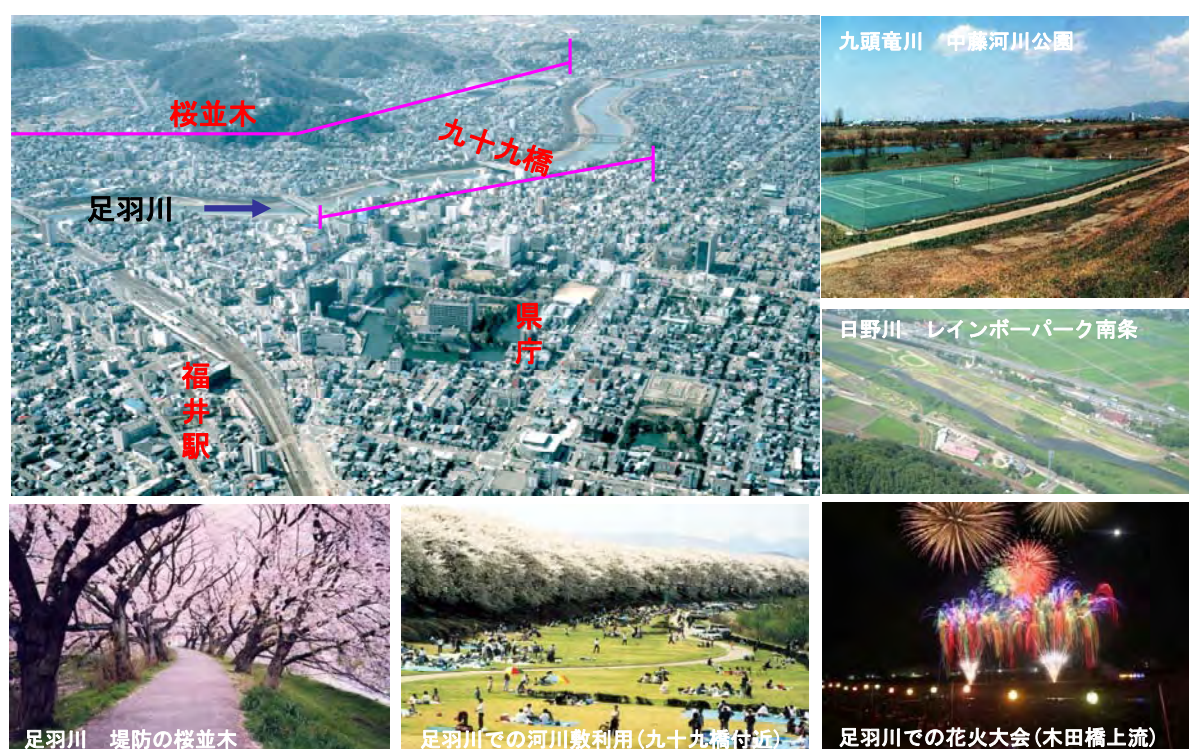 桜並木
九十九橋
足羽川
県庁
福井駅
九頭竜川 中藤河川公園
日野川 レインボーパーク南条
足羽川 堤防の桜並木
足羽川での河川敷利用(九十九橋付近)
足羽川での花火大会(木田橋上流)